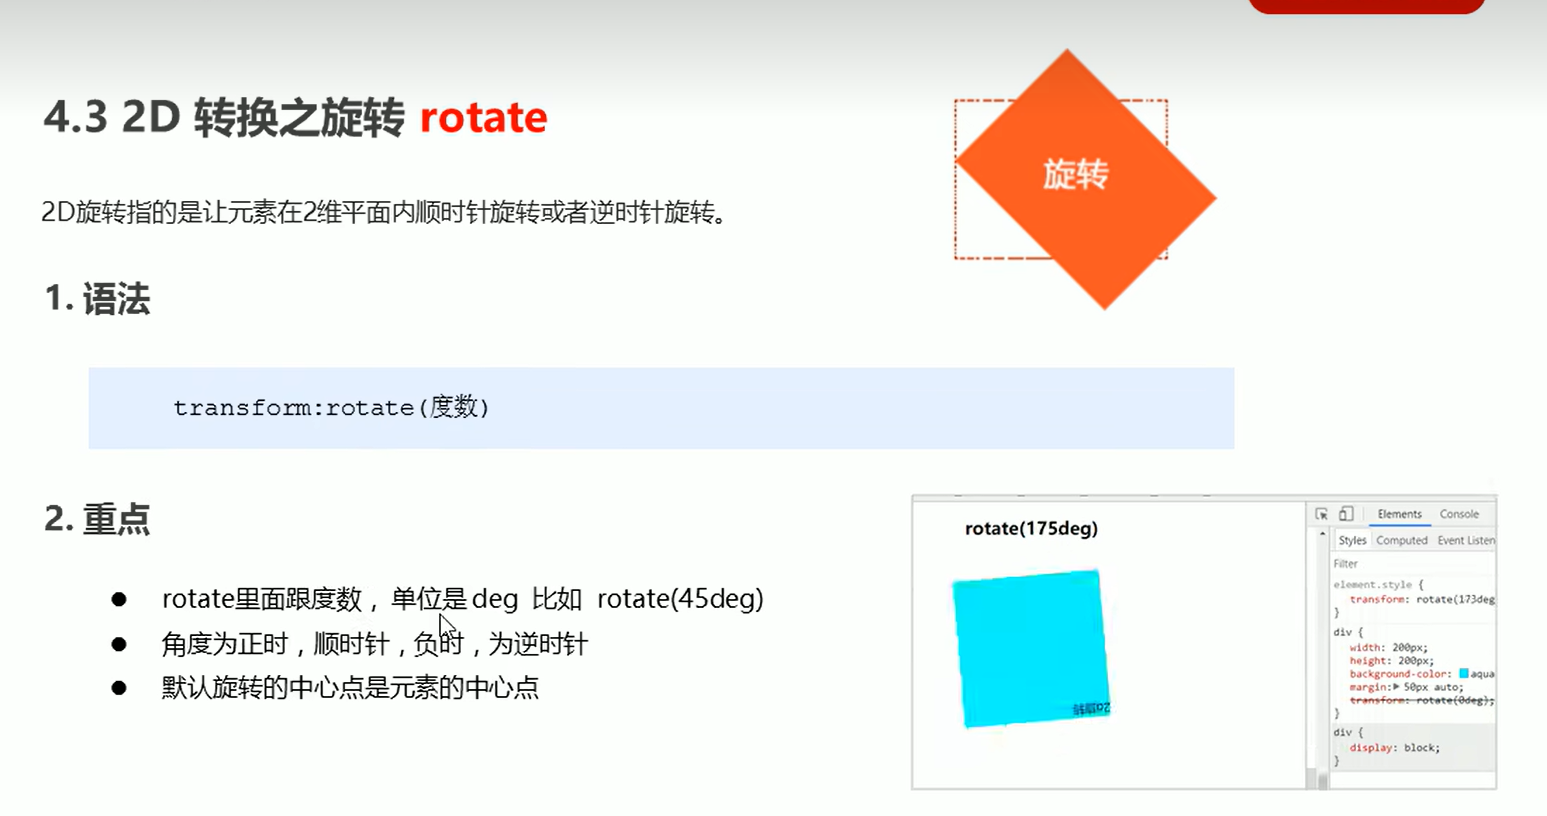 4.3 2D 转换之旋转 rotate
旋转
2D旋转指的是让元素在2维平面内顺时针旋转或者逆时针旋转。
1. 语法
transform:rotate(度数)
2. 重点
rotate里面跟度数，单位是 deg 比如 rotate(45deg)
角度为正时，顺时针，负时，为逆时针
默认旋转的中心点是元素的中心点
rotate(175deg)
2d旋转
Elements Console
Styles Computed Event Listen
Filter
element.style {
transform: rotate(173deg
}
div {
width: 200px;
height: 200px;
background-color: aqua
margin: 50px auto;
transform: rotate(0deg);
}
div {
display: block;
}